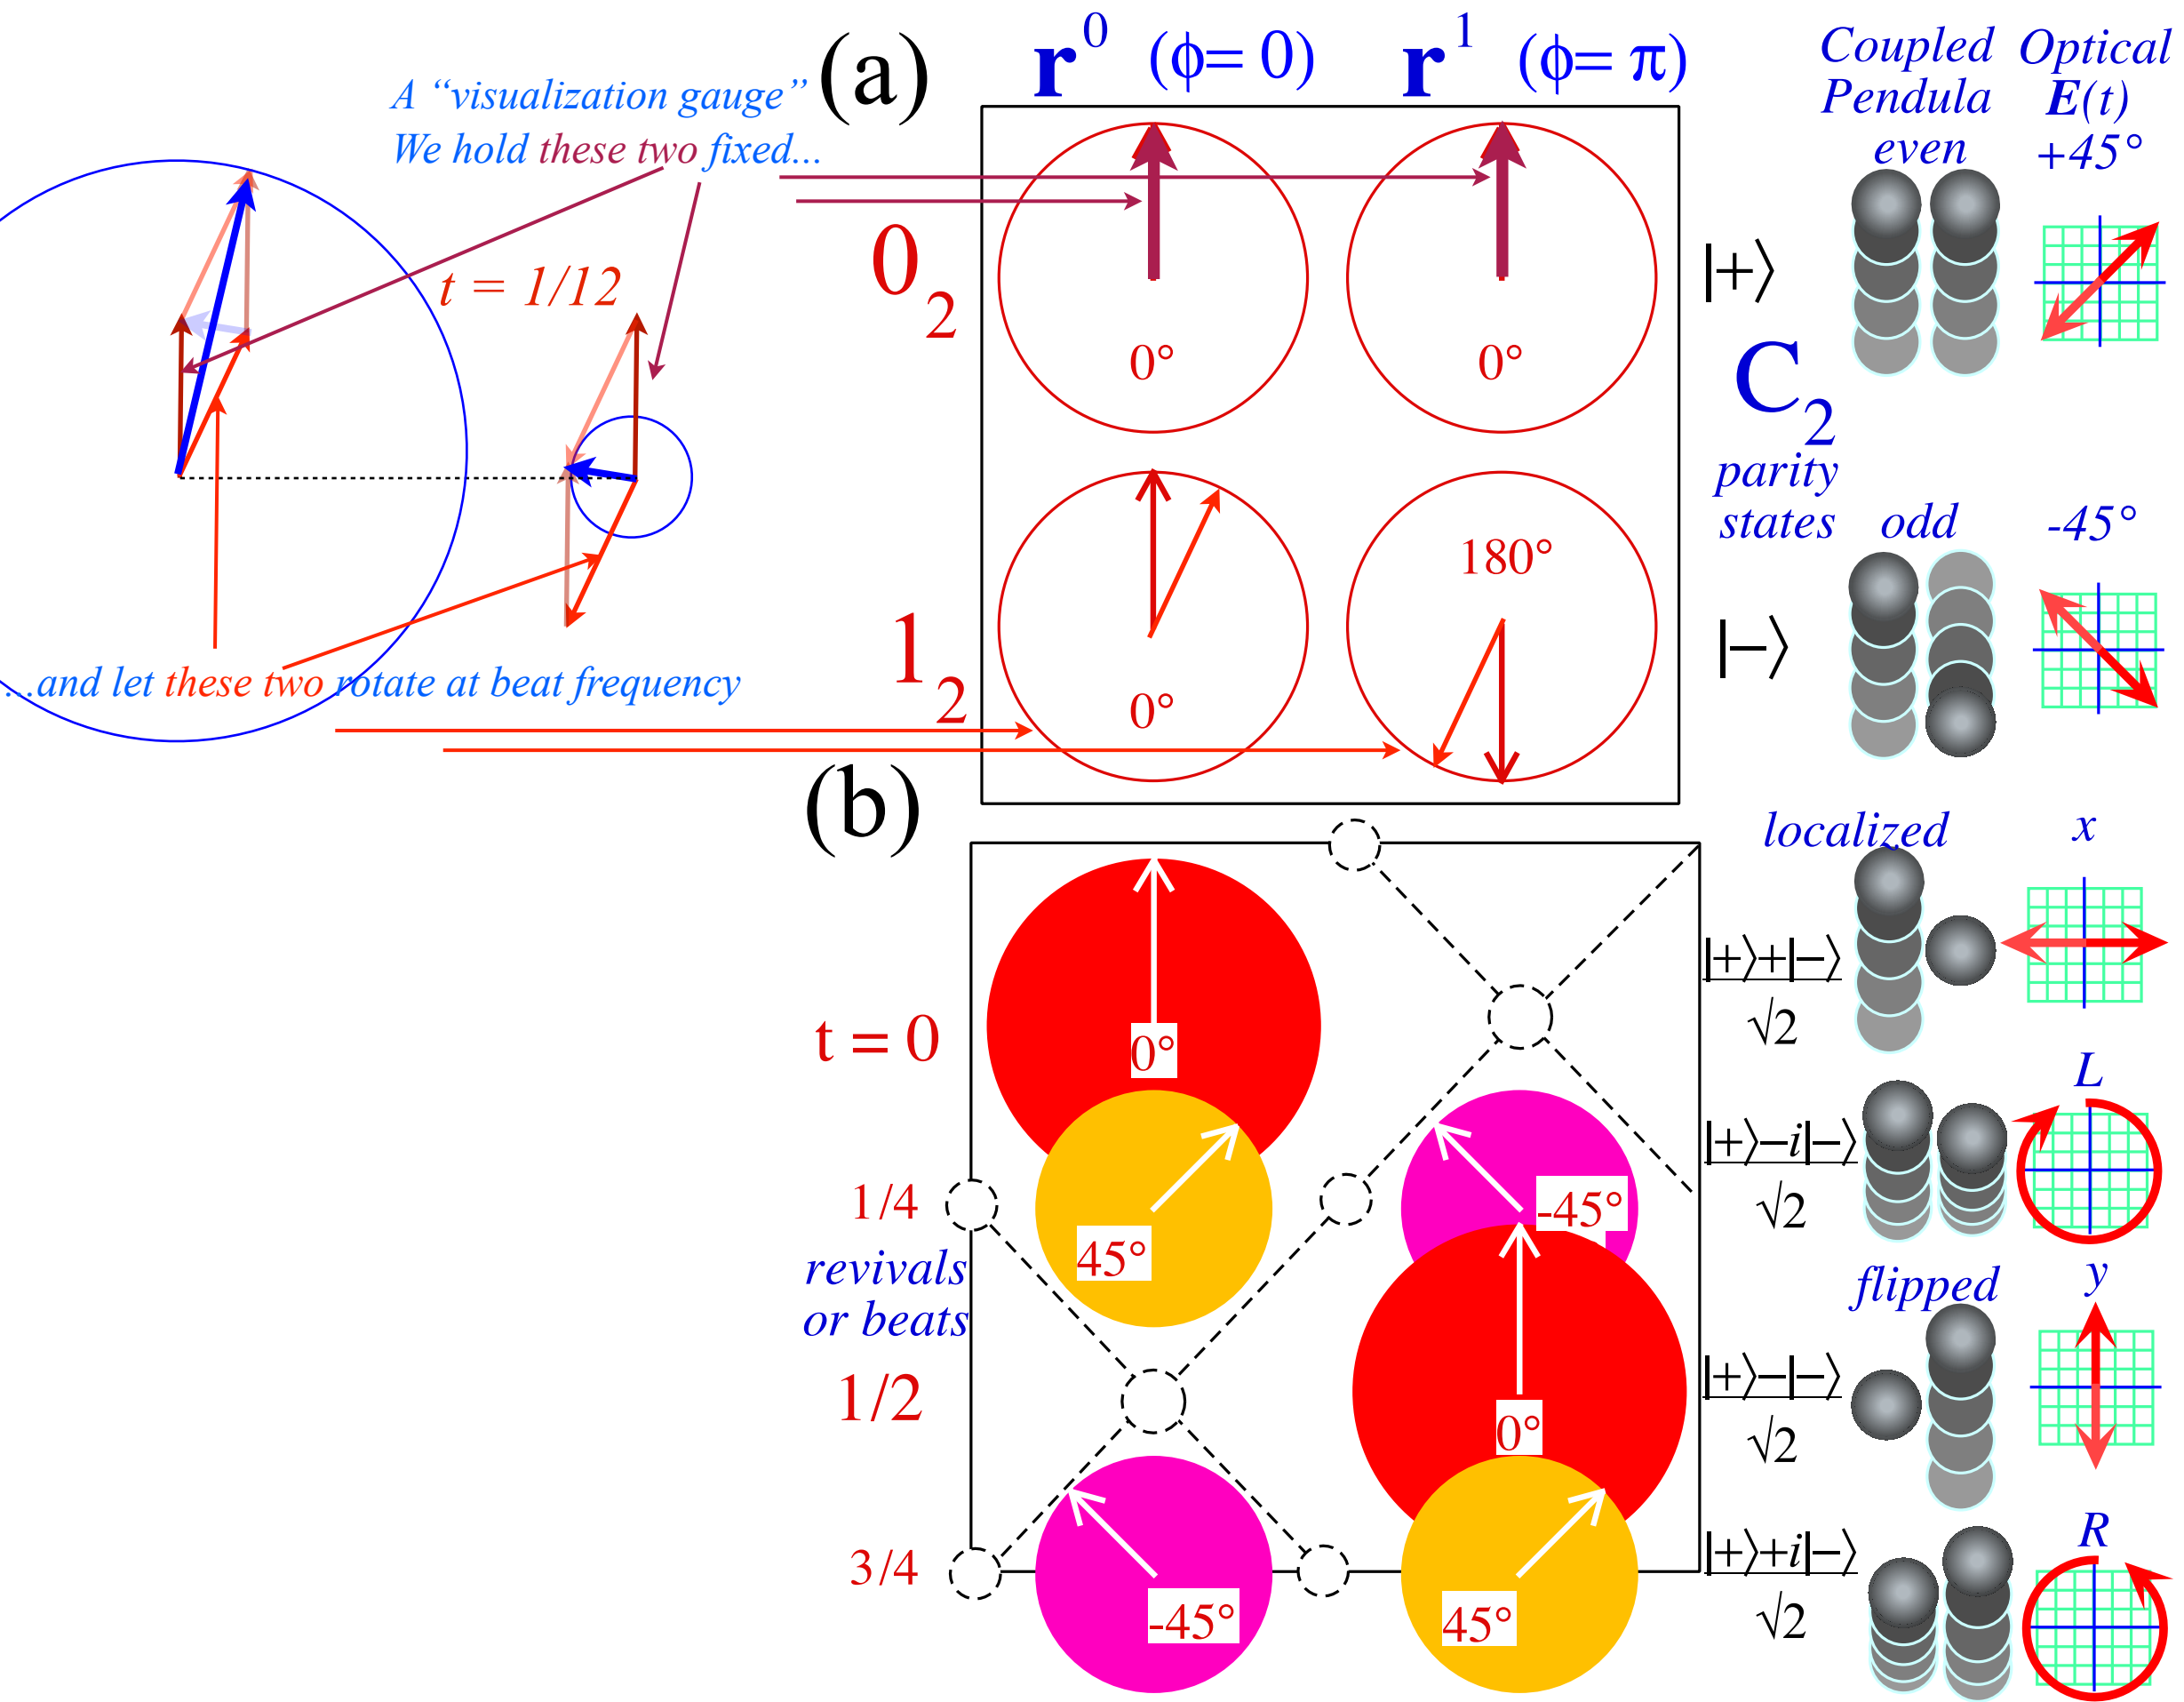 (a)
r⁰ (ϕ= 0)
r¹ (ϕ= π)
Coupled
Pendula
even
Optical
E(t)
+45°
A “visualization gauge”
We hold these two fixed...
t = 1/12
0₂
0°
0°
|+⟩
C₂
parity
states
odd
-45°
1₂
0°
180°
|−⟩
...and let these two rotate at beat frequency
(b)
localized
x
t = 0
0°
|+⟩+|−⟩
√2
L
1/4
45°
-45°
|+⟩−i|−⟩
√2
revivals
or beats
flipped
y
1/2
0°
|+⟩−|−⟩
√2
R
3/4
-45°
45°
|+⟩+i|−⟩
√2